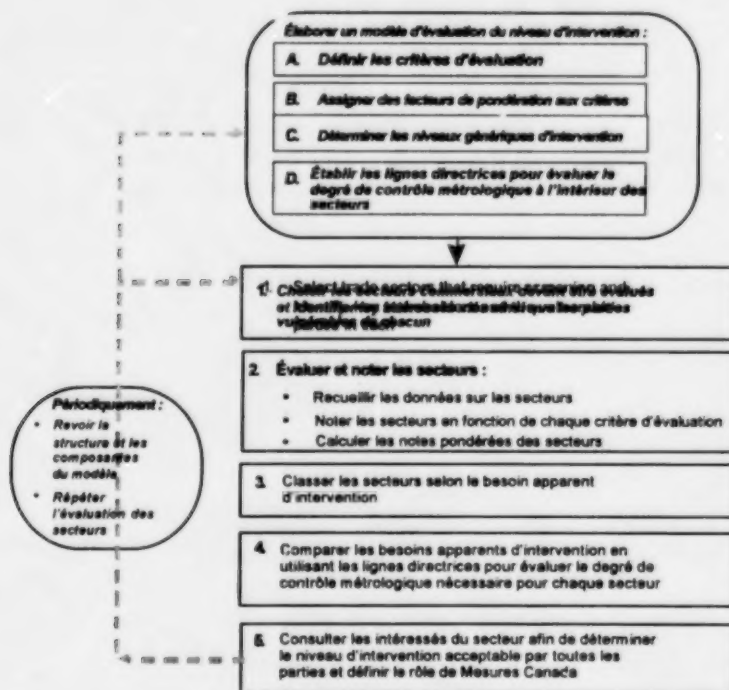 Élaborer un modèle d'évaluation du niveau d'intervention :
A. Définir les critères d'évaluation
B. Assigner des facteurs de pondération aux critères
C. Déterminer les niveaux génériques d'intervention
D. Établir les lignes directrices pour évaluer le
degré de contrôle métrologique à l'intérieur des
secteurs
1.
et
2. Évaluer et noter les secteurs :
• Recueillir les données sur les secteurs
• Noter les secteurs en fonction de chaque critère d'évaluation
• Calculer les notes pondérées des secteurs
3. Classer les secteurs selon le besoin apparent
d'intervention
4. Comparer les besoins apparents d'intervention en
utilisant les lignes directrices pour évaluer le degré de
contrôle métrologique nécessaire pour chaque secteur
5. Consulter les intéressés du secteur afin de déterminer
le niveau d'intervention acceptable par toutes les
parties et définir le rôle de Mesures Canada
Périodiquement :
• Revoir la
structure et les
composantes
du modèle
• Répéter
l'évaluation des
secteurs